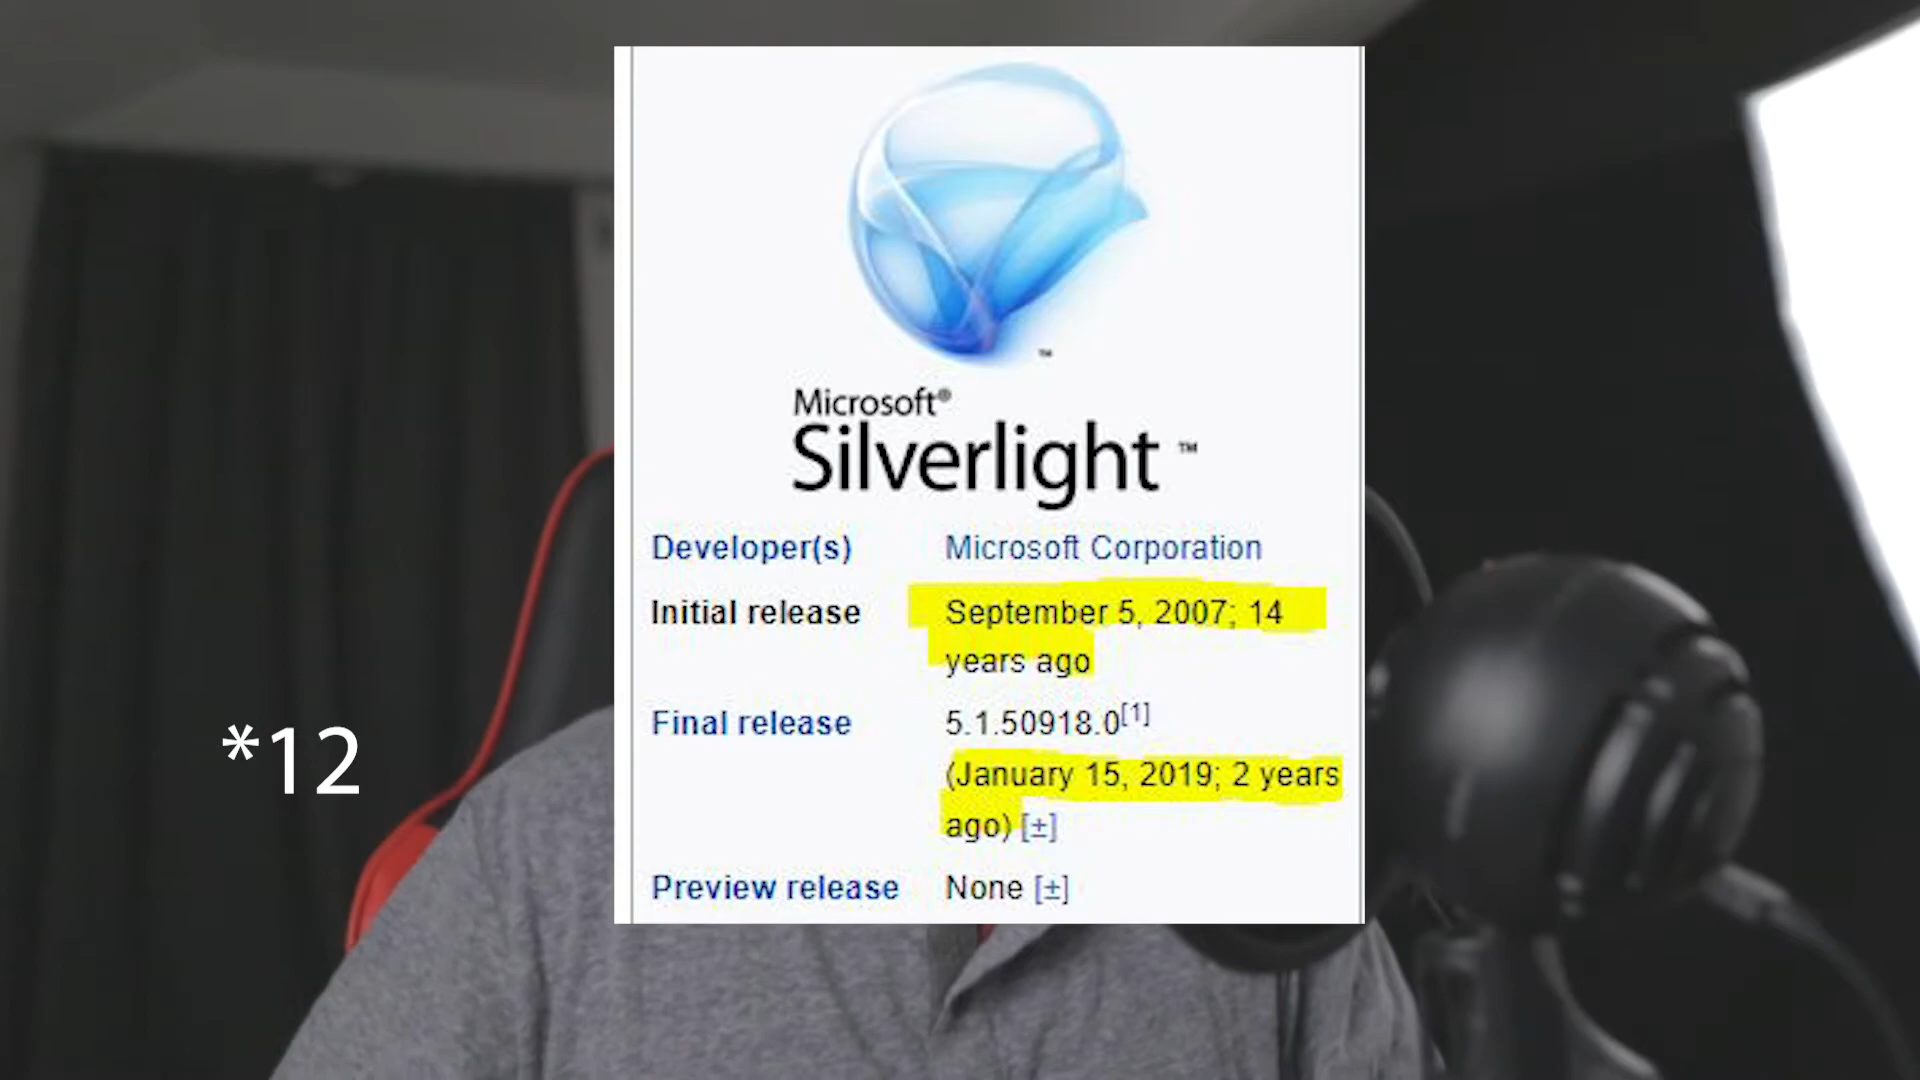 Microsoft®
Silverlight™
Developer(s) Microsoft Corporation
Initial release September 5, 2007; 14
years ago
Final release 5.1.50918.0[1]
(January 15, 2019; 2 years
ago) [±]
Preview release None [±]
*12